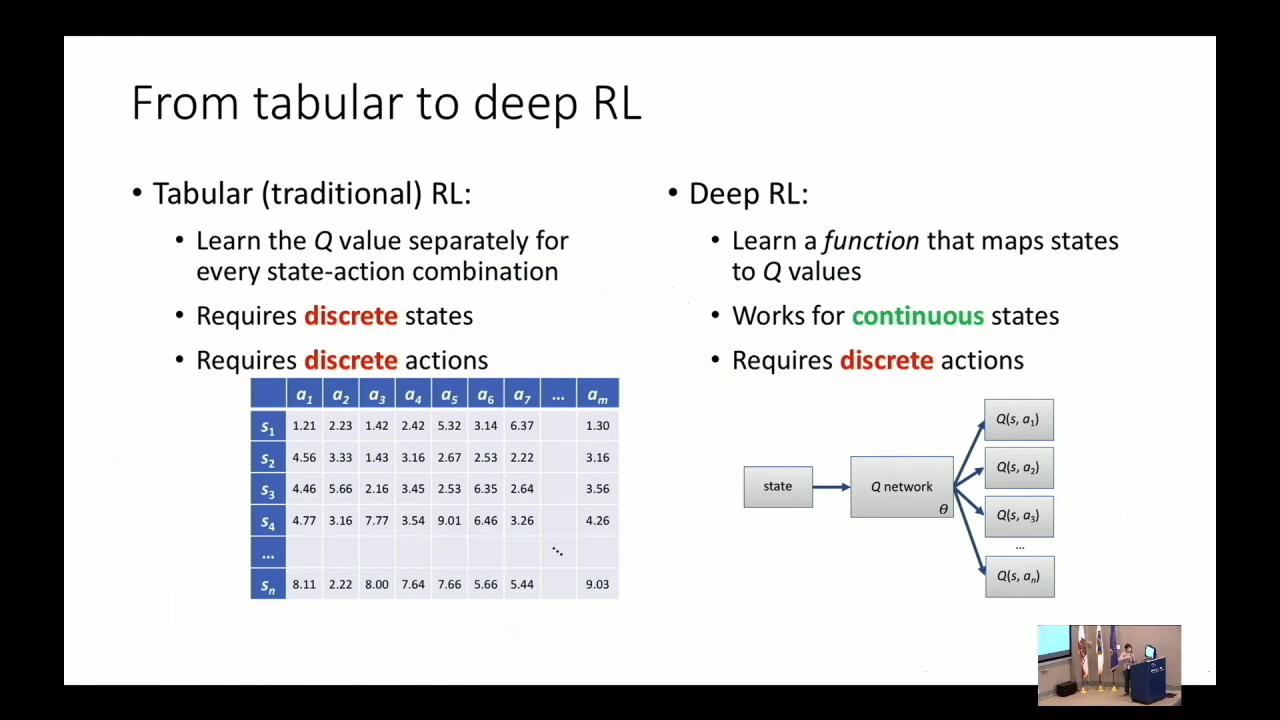 From tabular to deep RL
• Tabular (traditional) RL:
• Learn the Q value separately for
every state-action combination
• Requires discrete states
• Requires discrete actions
a1 a2 a3 a4 a5 a6 a7 ... am
s1 1.21 2.23 1.42 2.42 5.32 3.14 6.37 1.30
s2 4.56 3.33 1.43 3.16 2.67 2.53 2.22 3.16
s3 4.46 5.66 2.16 3.45 2.53 6.35 2.64 3.56
s4 4.77 3.16 7.77 3.54 9.01 6.46 3.26 4.26
... ⋱
sn 8.11 2.22 8.00 7.64 7.66 5.66 5.44 9.03
• Deep RL:
• Learn a function that maps states
to Q values
• Works for continuous states
• Requires discrete actions
state
Q network
θ
Q(s, a1)
Q(s, a2)
Q(s, a3)
...
Q(s, an)